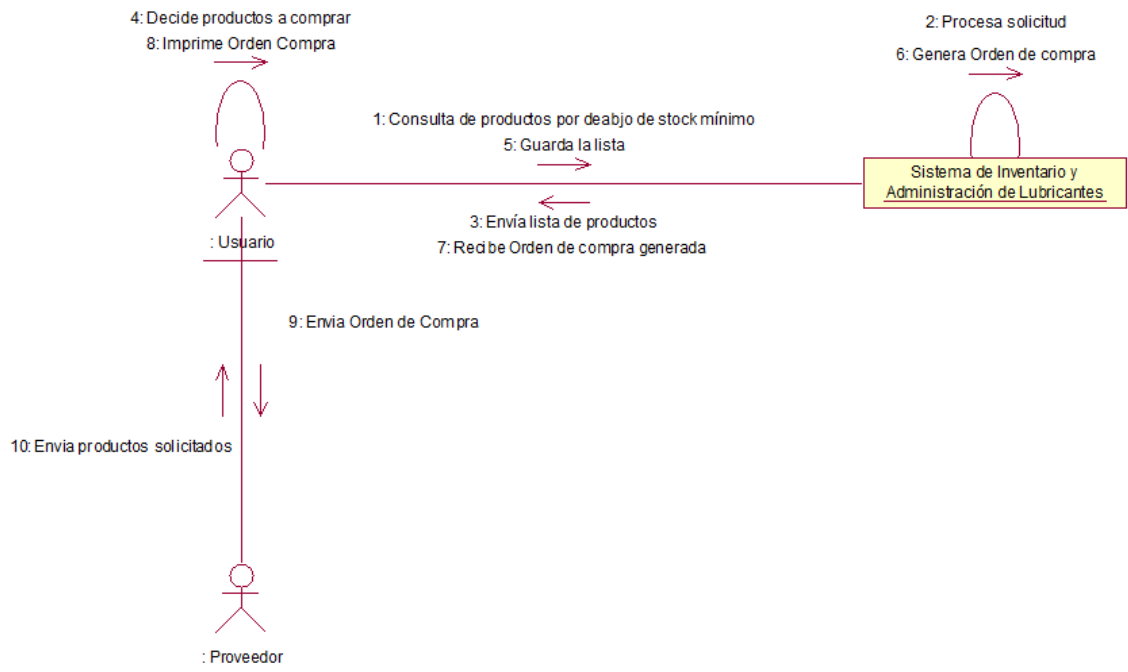 4: Decide productos a comprar
8: Imprime Orden Compra
2: Procesa solicitud
6: Genera Orden de compra
1: Consulta de productos por deabjo de stock mínimo
5: Guarda la lista
Sistema de Inventario y
Administración de Lubricantes
3: Envía lista de productos
7: Recibe Orden de compra generada
: Usuario
9: Envia Orden de Compra
10: Envia productos solicitados
: Proveedor